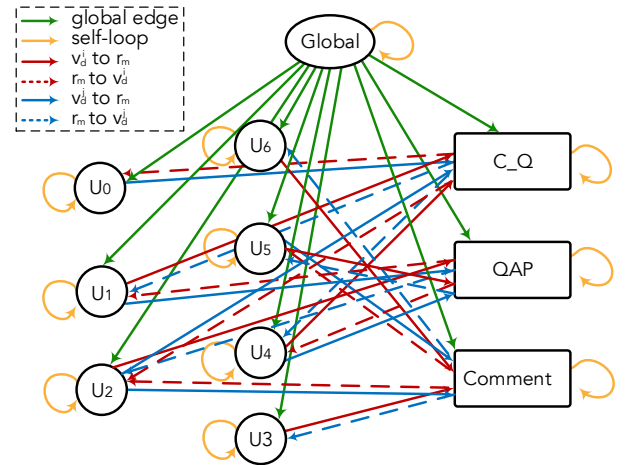 global edge
self-loop
v_d^j to r_m
r_m to v_d^j
v_d^j to r_m
r_m to v_d^j
Global
U6
C_Q
U0
U5
QAP
U1
U4
U2
Comment
U3